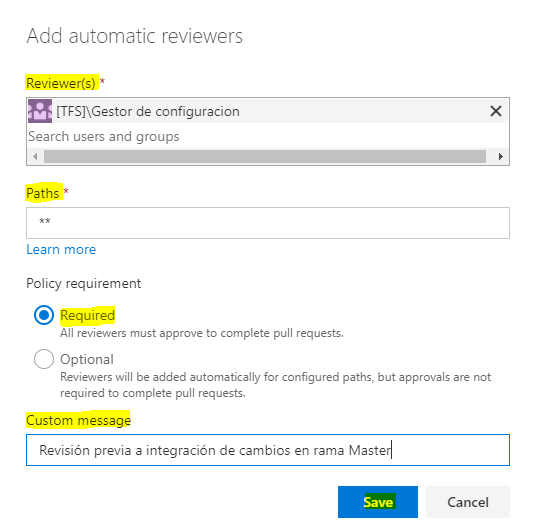 Add automatic reviewers
Reviewer(s) *
[TFS]\Gestor de configuracion
Search users and groups
Paths *
**
Learn more
Policy requirement
Required
All reviewers must approve to complete pull requests.
Optional
Reviewers will be added automatically for configured paths, but approvals are not
required to complete pull requests.
Custom message
Revisión previa a integración de cambios en rama Master
Save Cancel